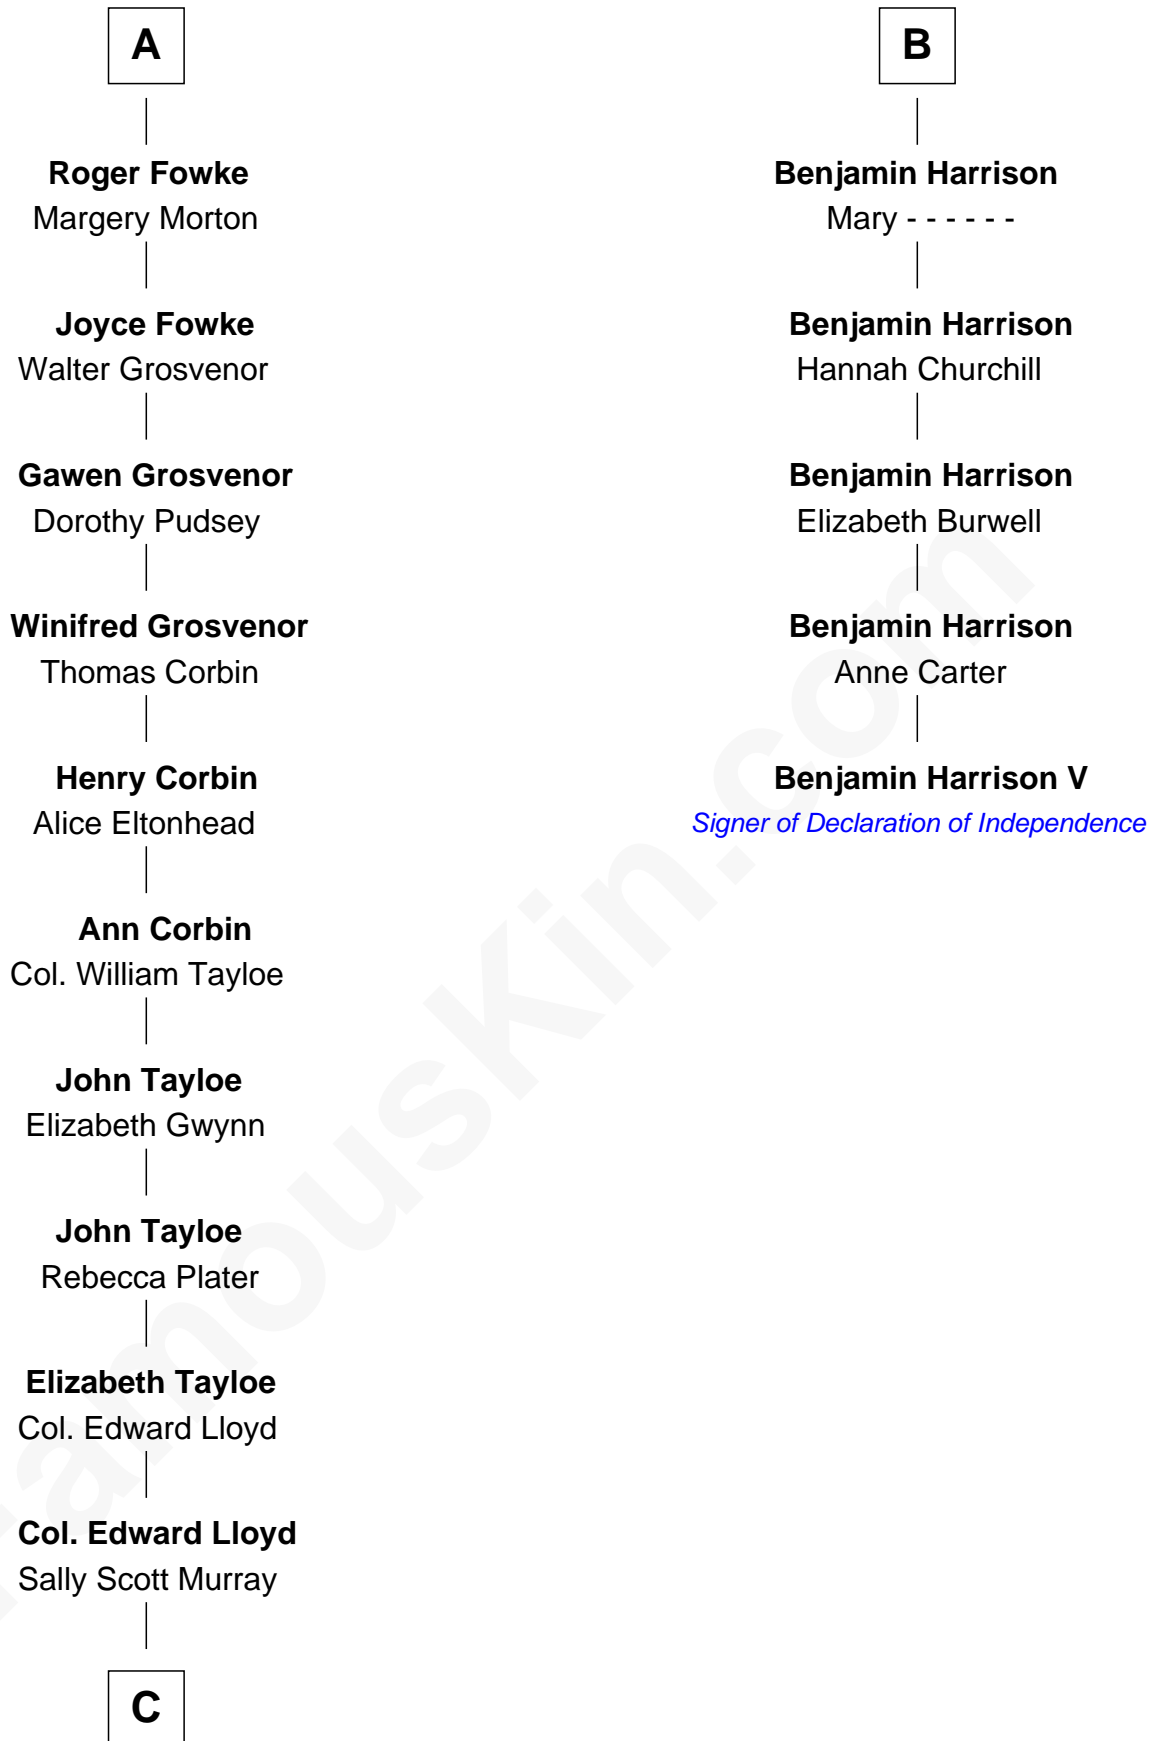 A
Roger Fowke
Margery Morton
Joyce Fowke
Walter Grosvenor
Gawen Grosvenor
Dorothy Pudsey
Winifred Grosvenor
Thomas Corbin
Henry Corbin
Alice Eltonhead
Ann Corbin
Col. William Tayloe
John Tayloe
Elizabeth Gwynn
John Tayloe
Rebecca Plater
Elizabeth Tayloe
Col. Edward Lloyd
Col. Edward Lloyd
Sally Scott Murray
C
B
Benjamin Harrison
Mary - - - - - -
Benjamin Harrison
Hannah Churchill
Benjamin Harrison
Elizabeth Burwell
Benjamin Harrison
Anne Carter
Benjamin Harrison V
Signer of Declaration of Independence
FamousKin.com